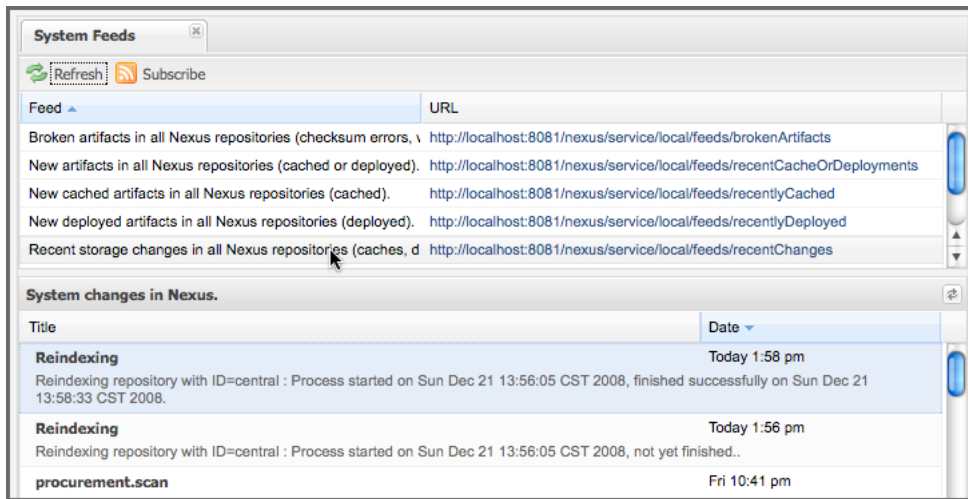 System Feeds
Refresh Subscribe
Feed URL
Broken artifacts in all Nexus repositories (checksum errors, http://localhost:8081/nexus/service/local/feeds/brokenArtifacts
New artifacts in all Nexus repositories (cached or deployed). http://localhost:8081/nexus/service/local/feeds/recentCacheOrDeployments
New cached artifacts in all Nexus repositories (cached). http://localhost:8081/nexus/service/local/feeds/recentlyCached
New deployed artifacts in all Nexus repositories (deployed). http://localhost:8081/nexus/service/local/feeds/recentlyDeployed
Recent storage changes in all Nexus repositories (caches, d http://localhost:8081/nexus/service/local/feeds/recentChanges
System changes in Nexus.
Title Date
Reindexing Today 1:58 pm
Reindexing repository with ID=central : Process started on Sun Dec 21 13:56:05 CST 2008, finished successfully on Sun Dec 21
13:58:33 CST 2008.
Reindexing Today 1:56 pm
Reindexing repository with ID=central : Process started on Sun Dec 21 13:56:05 CST 2008, not yet finished..
procurement.scan Fri 10:41 pm